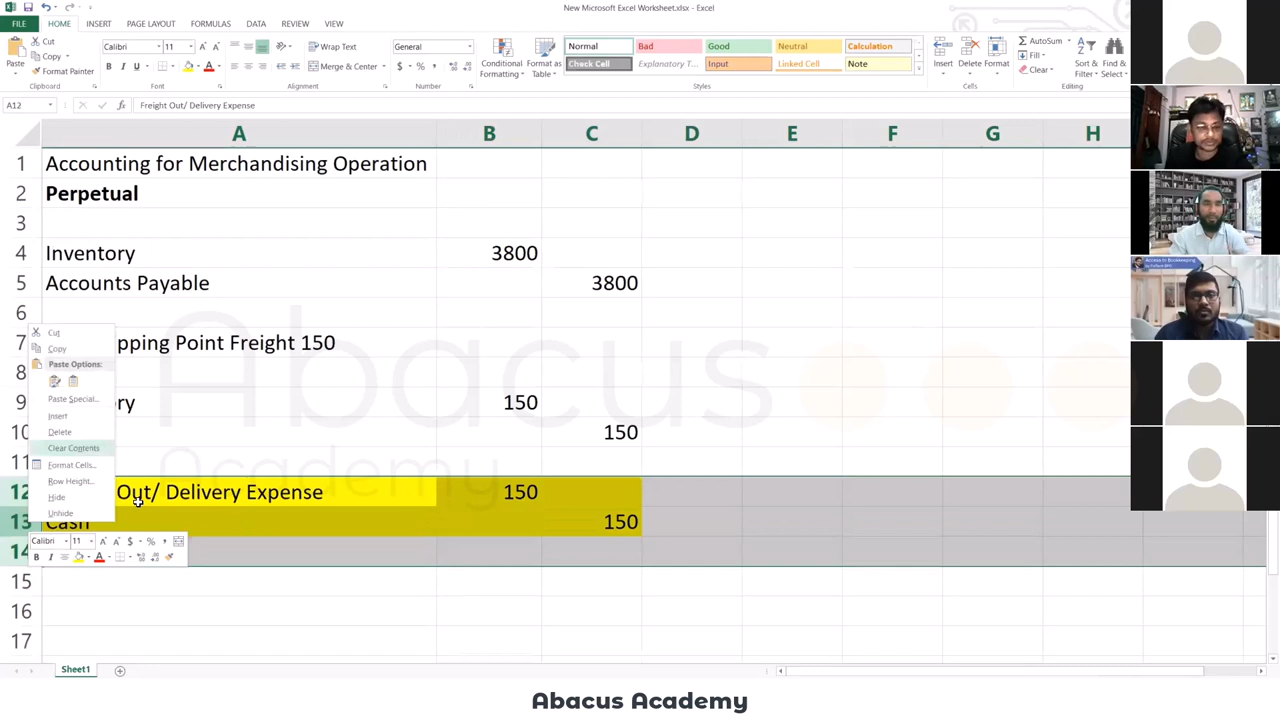 New Microsoft Excel Worksheet.xlsx - Excel
FILE HOME INSERT PAGE LAYOUT FORMULAS DATA REVIEW VIEW
Cut
Copy
Format Painter
Paste
Clipboard
Calibri 11
B I U
Font
Wrap Text
Merge & Center
Alignment
General
$ % ,
Number
Conditional Formatting
Format as Table
Normal Bad Good Neutral Calculation
Check Cell Explanatory T... Input Linked Cell Note
Styles
Insert Delete Format
Cells
AutoSum
Fill
Clear
Sort & Filter
Find & Select
Editing
A12 fx Freight Out/ Delivery Expense
A B C D E F G H
1 Accounting for Merchandising Operation
2 Perpetual
3
4 Inventory 3800
5 Accounts Payable 3800
6
7 pping Point Freight 150
8
9 ry 150
10 150
11
12 Out/ Delivery Expense 150
13 Cash 150
14
15
16
17
Cut
Copy
Paste Options:
Paste Special...
Insert
Delete
Clear Contents
Format Cells...
Row Height...
Hide
Unhide
Calibri 11 A A $ % ,
B I A
Abacus
Academy
Access to Bookkeeping
Sheet1
Abacus Academy